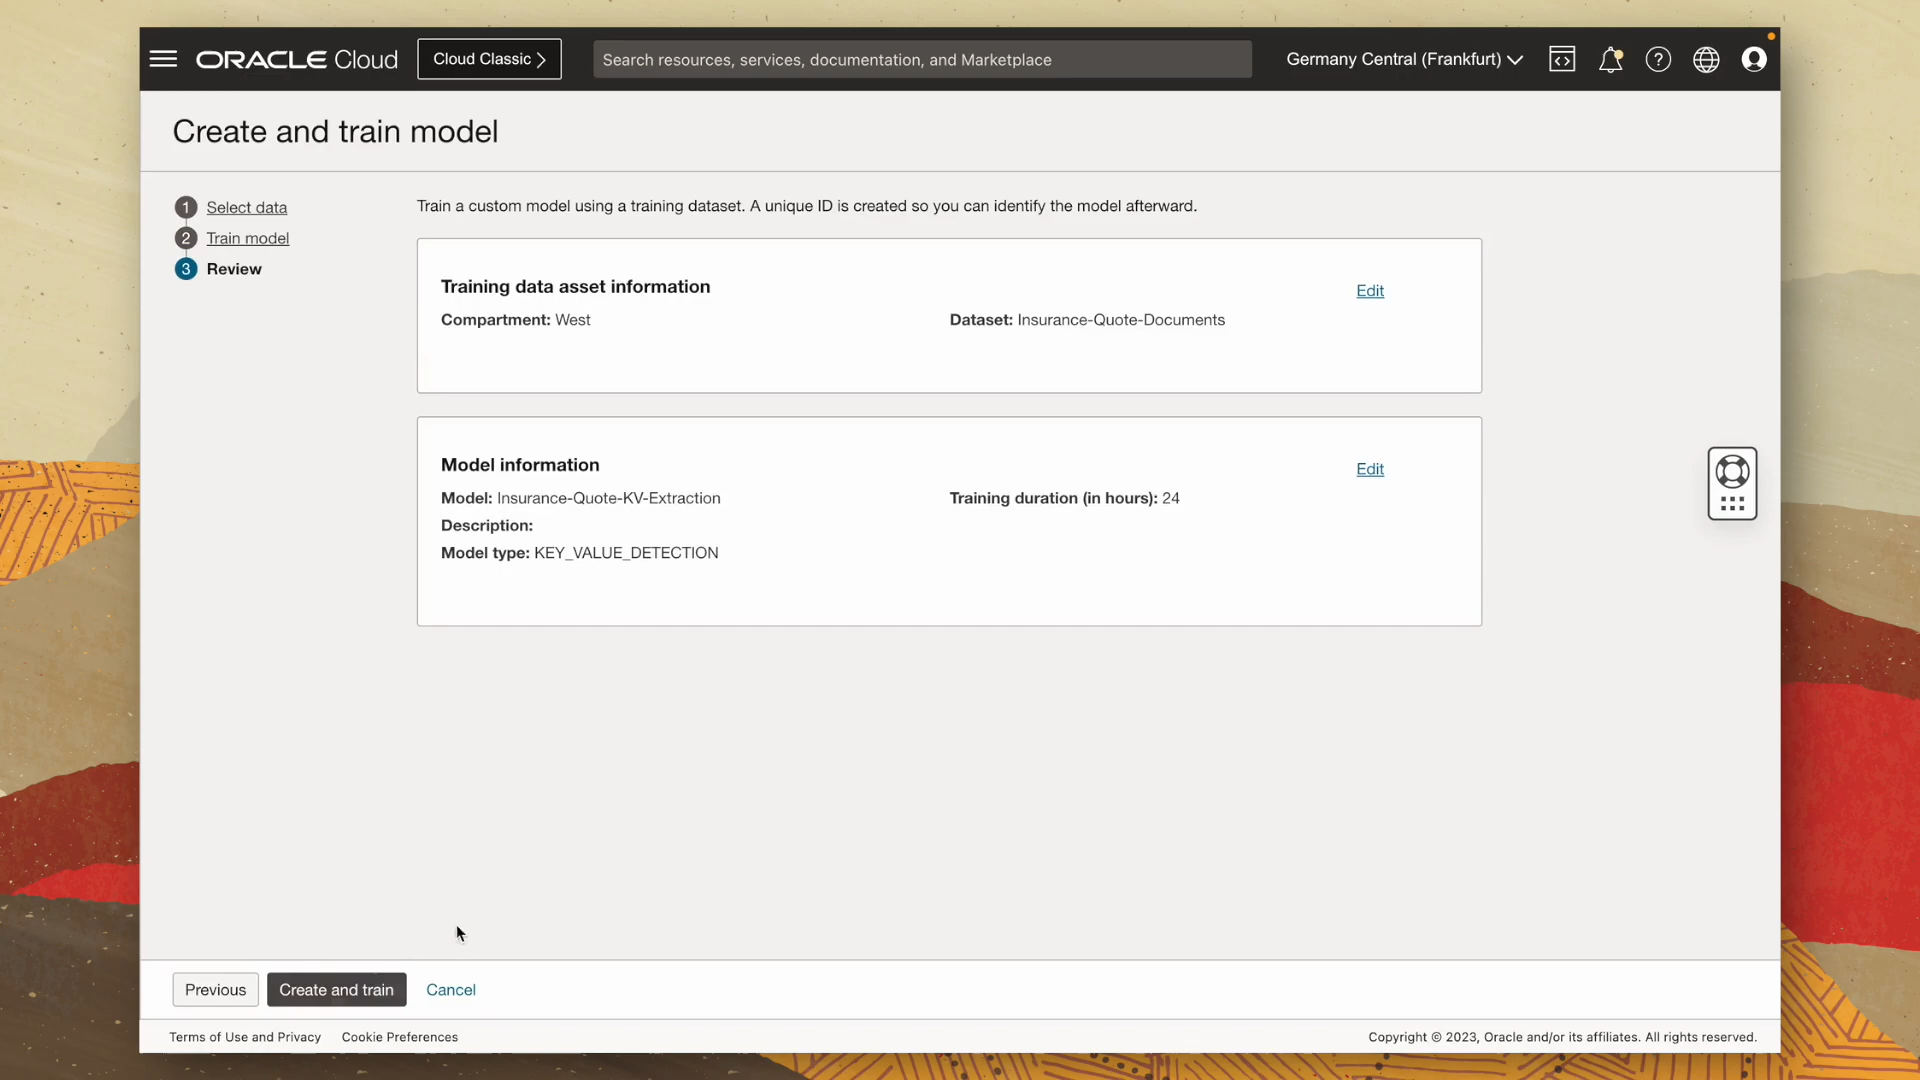 ORACLE Cloud
Cloud Classic
Search resources, services, documentation, and Marketplace
Germany Central (Frankfurt)
Create and train model
1 Select data
2 Train model
3 Review
Train a custom model using a training dataset. A unique ID is created so you can identify the model afterward.
Training data asset information
Edit
Compartment: West
Dataset: Insurance-Quote-Documents
Model information
Edit
Model: Insurance-Quote-KV-Extraction
Training duration (in hours): 24
Description:
Model type: KEY_VALUE_DETECTION
Previous
Create and train
Cancel
Terms of Use and Privacy
Cookie Preferences
Copyright © 2023, Oracle and/or its affiliates. All rights reserved.